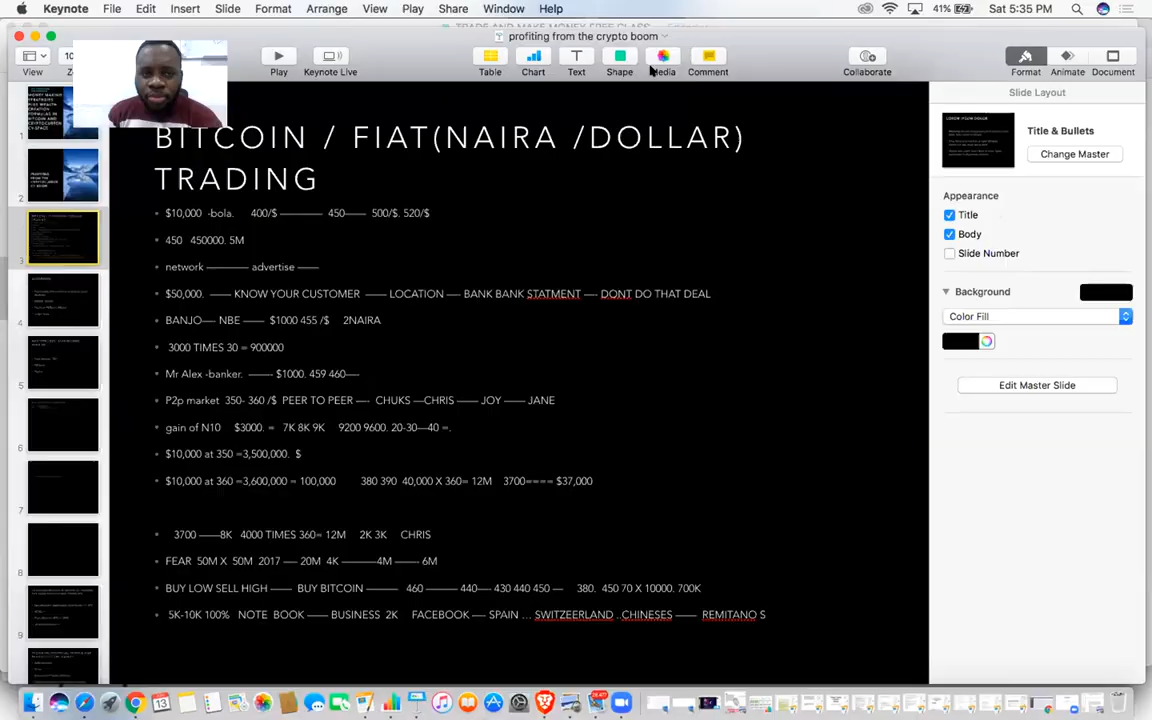 Keynote File Edit Insert Slide Format Arrange View Play Share Window Help 41% Sat 5:35 PM
profiting from the crypto boom
View Play Keynote Live Table Chart Text Shape Media Comment Collaborate Format Animate Document
BITCOIN / FIAT(NAIRA /DOLLAR)
TRADING
$10,000 -bola. 400/$ ———— 450—— 500/$. 520/$
450 450000. 5M
network ———— advertise ——
$50,000. —— KNOW YOUR CUSTOMER —— LOCATION —- BANK BANK STATMENT —- DONT DO THAT DEAL
BANJO—- NBE —— $1000 455 /$ 2NAIRA
3000 TIMES 30 = 900000
Mr Alex -banker. ——- $1000. 459 460—-
P2p market 350- 360 /$ PEER TO PEER —- CHUKS —CHRIS —— JOY —— JANE
gain of N10 $3000. = 7K 8K 9K 9200 9600. 20-30—40 =.
$10,000 at 350 =3,500,000. $
$10,000 at 360 =3,600,000 = 100,000 380 390 40,000 X 360= 12M 3700==== $37,000
3700 ——8K 4000 TIMES 360= 12M 2K 3K CHRIS
FEAR 50M X 50M 2017 —- 20M 4K ———4M —— 6M
BUY LOW SELL HIGH —— BUY BITCOIN ——— 460 ———- 440—- 430 440 450 — 380. 450 70 X 10000. 700K
5K-10K 100% NOTE BOOK —— BUSINESS 2K FACEBOOK —- SPAIN ... SWITZEERLAND . CHINESES —— REMITANO S
Slide Layout
Title & Bullets
Change Master
Appearance
Title
Body
Slide Number
Background
Color Fill
Edit Master Slide
1
2
3
4
5
6
7
8
9